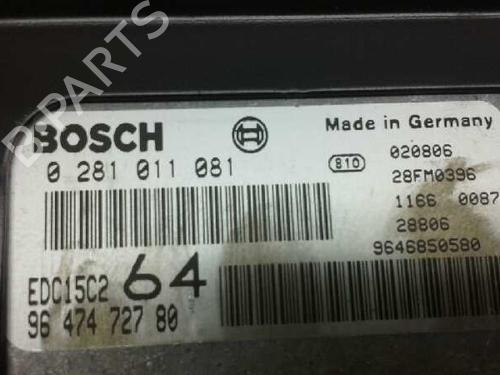 B-PARTS
BOSCH
Made in Germany
0 281 011 081
810
020806
28FM0396
1166 0087
28806
9646850580
EDC15C2
64
96 474 727 80